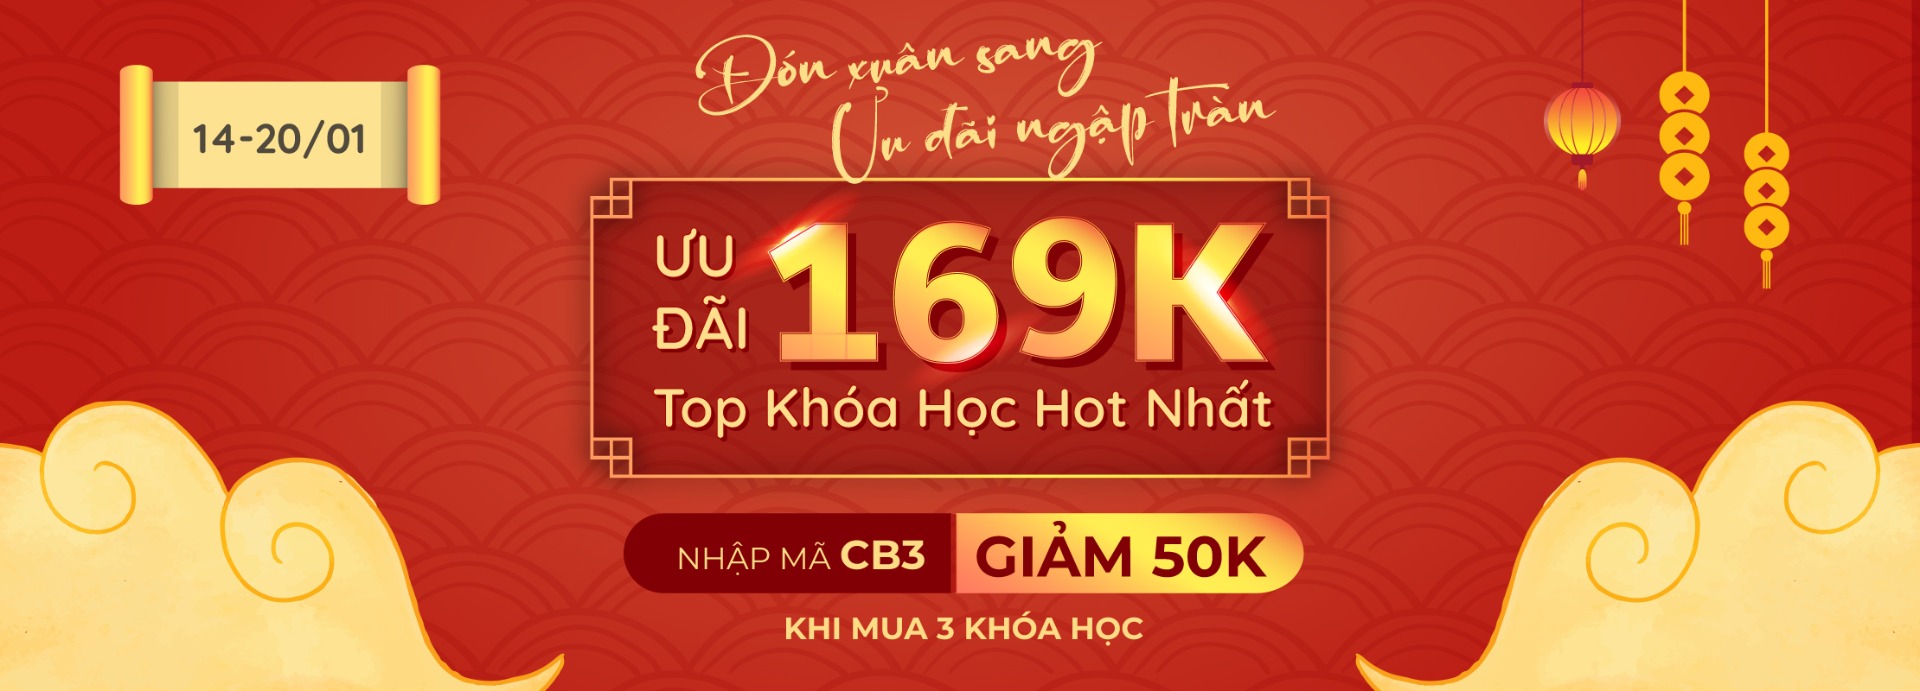 14-20/01
Đón xuân sang
Ưu đãi ngập tràn
ƯU
ĐÃI
169K
Top Khóa Học Hot Nhất
NHẬP MÃ CB3
GIẢM 50K
KHI MUA 3 KHÓA HỌC